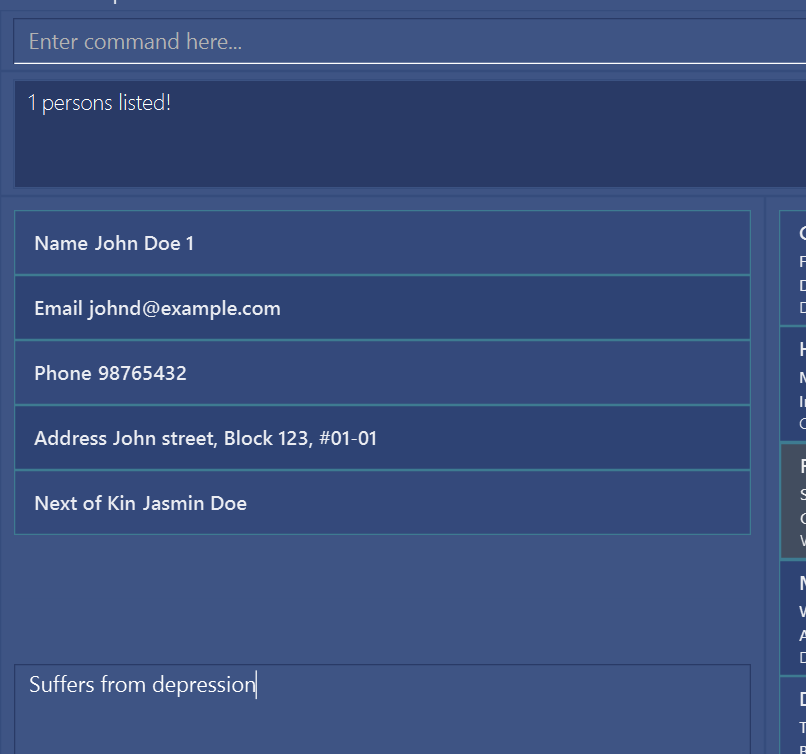 Enter command here...
1 persons listed!
Name John Doe 1
Email johnd@example.com
Phone 98765432
Address John street, Block 123, #01-01
Next of Kin Jasmin Doe
Suffers from depression